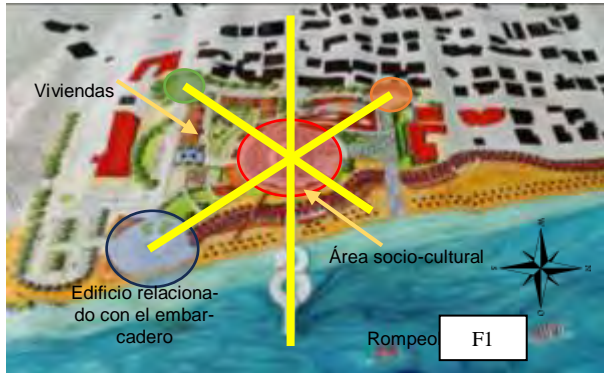 Viviendas
Área socio-cultural
Edificio relaciona-
do con el embar-
cadero
Rompeo
F1